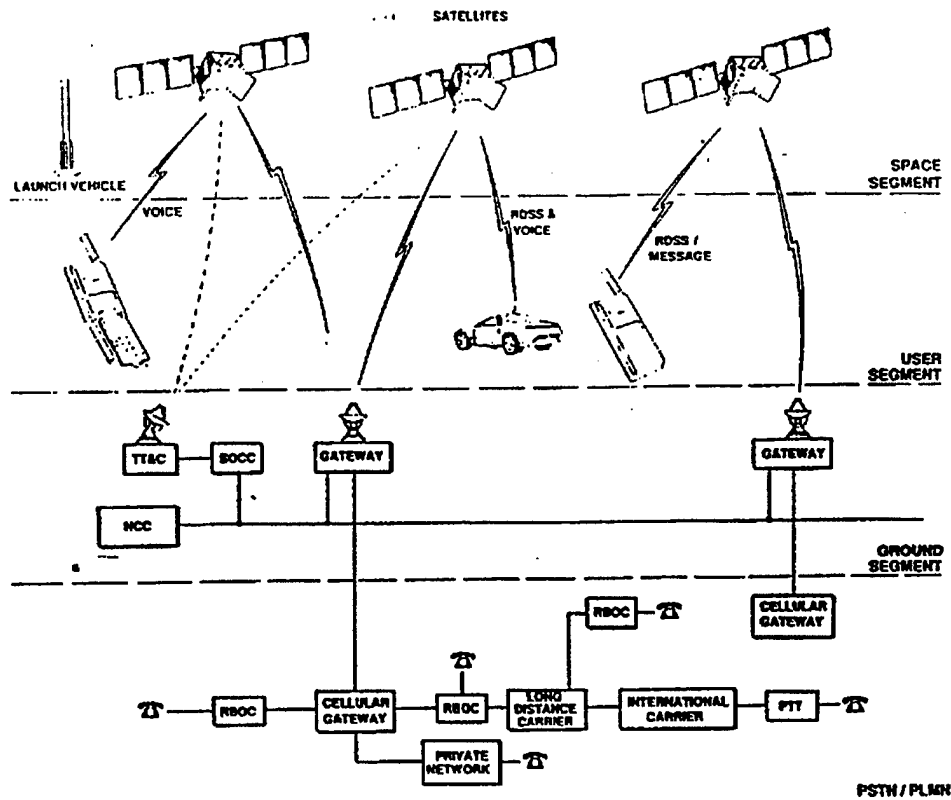 SATELLITES
SPACE
SEGMENT
LAUNCH VEHICLE
VOICE
RDSS &
VOICE
RDSS /
MESSAGE
USER
SEGMENT
TT&C
SOCC
GATEWAY
GATEWAY
NCC
GROUND
SEGMENT
RBOC
CELLULAR
GATEWAY
RBOC
CELLULAR
GATEWAY
RBOC
LONG
DISTANCE
CARRIER
INTERNATIONAL
CARRIER
PTT
PRIVATE
NETWORK
PSTN / PLMN